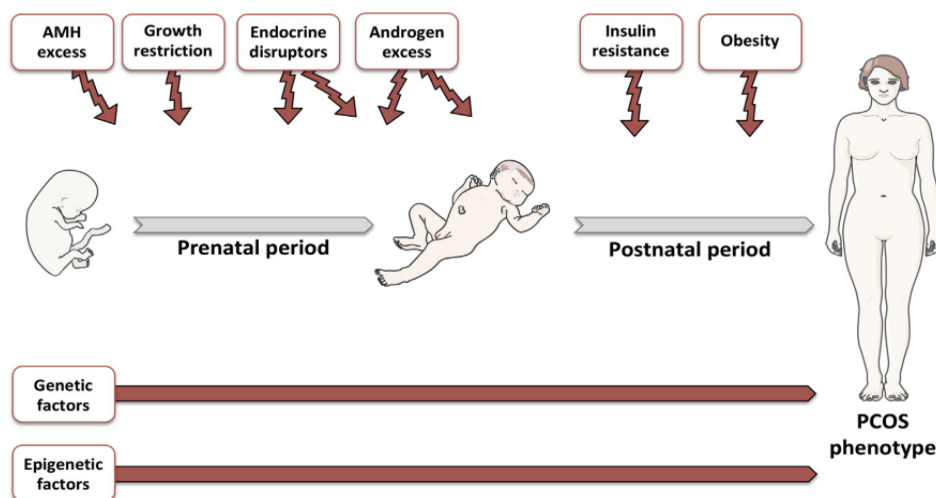 AMH
excess
Growth
restriction
Endocrine
disruptors
Androgen
excess
Insulin
resistance
Obesity
Prenatal period
Postnatal period
Genetic
factors
Epigenetic
factors
PCOS
phenotype